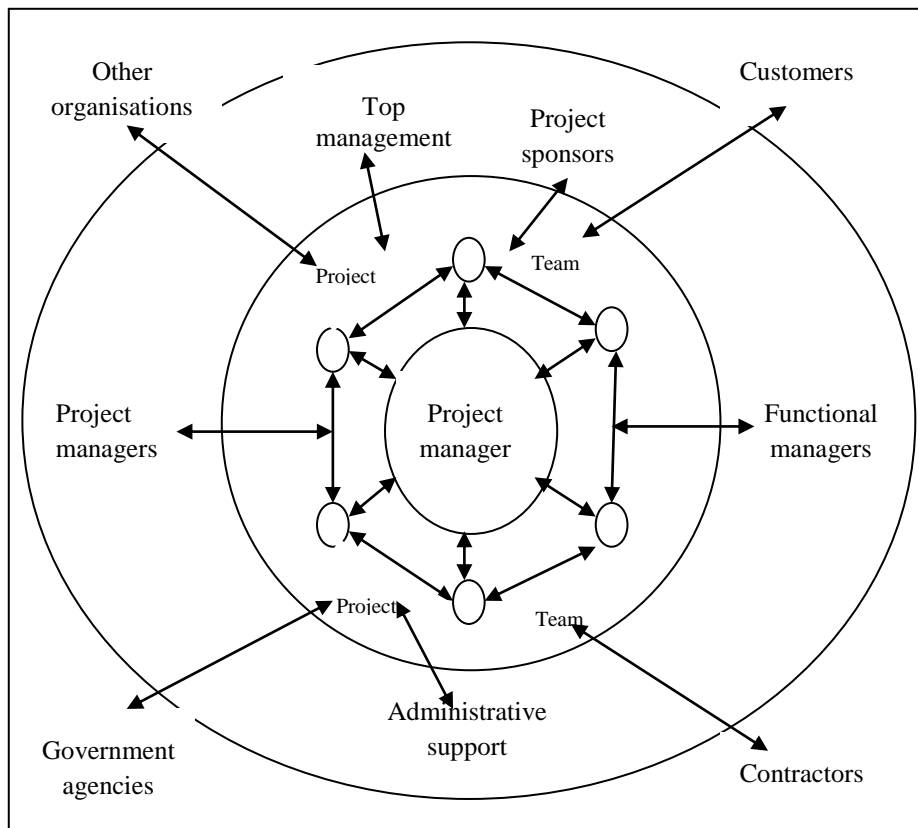 Other
organisations
Customers
Top
management
Project
sponsors
Project
Team
Project
managers
Project
manager
Functional
managers
Project
Team
Administrative
support
Government
agencies
Contractors